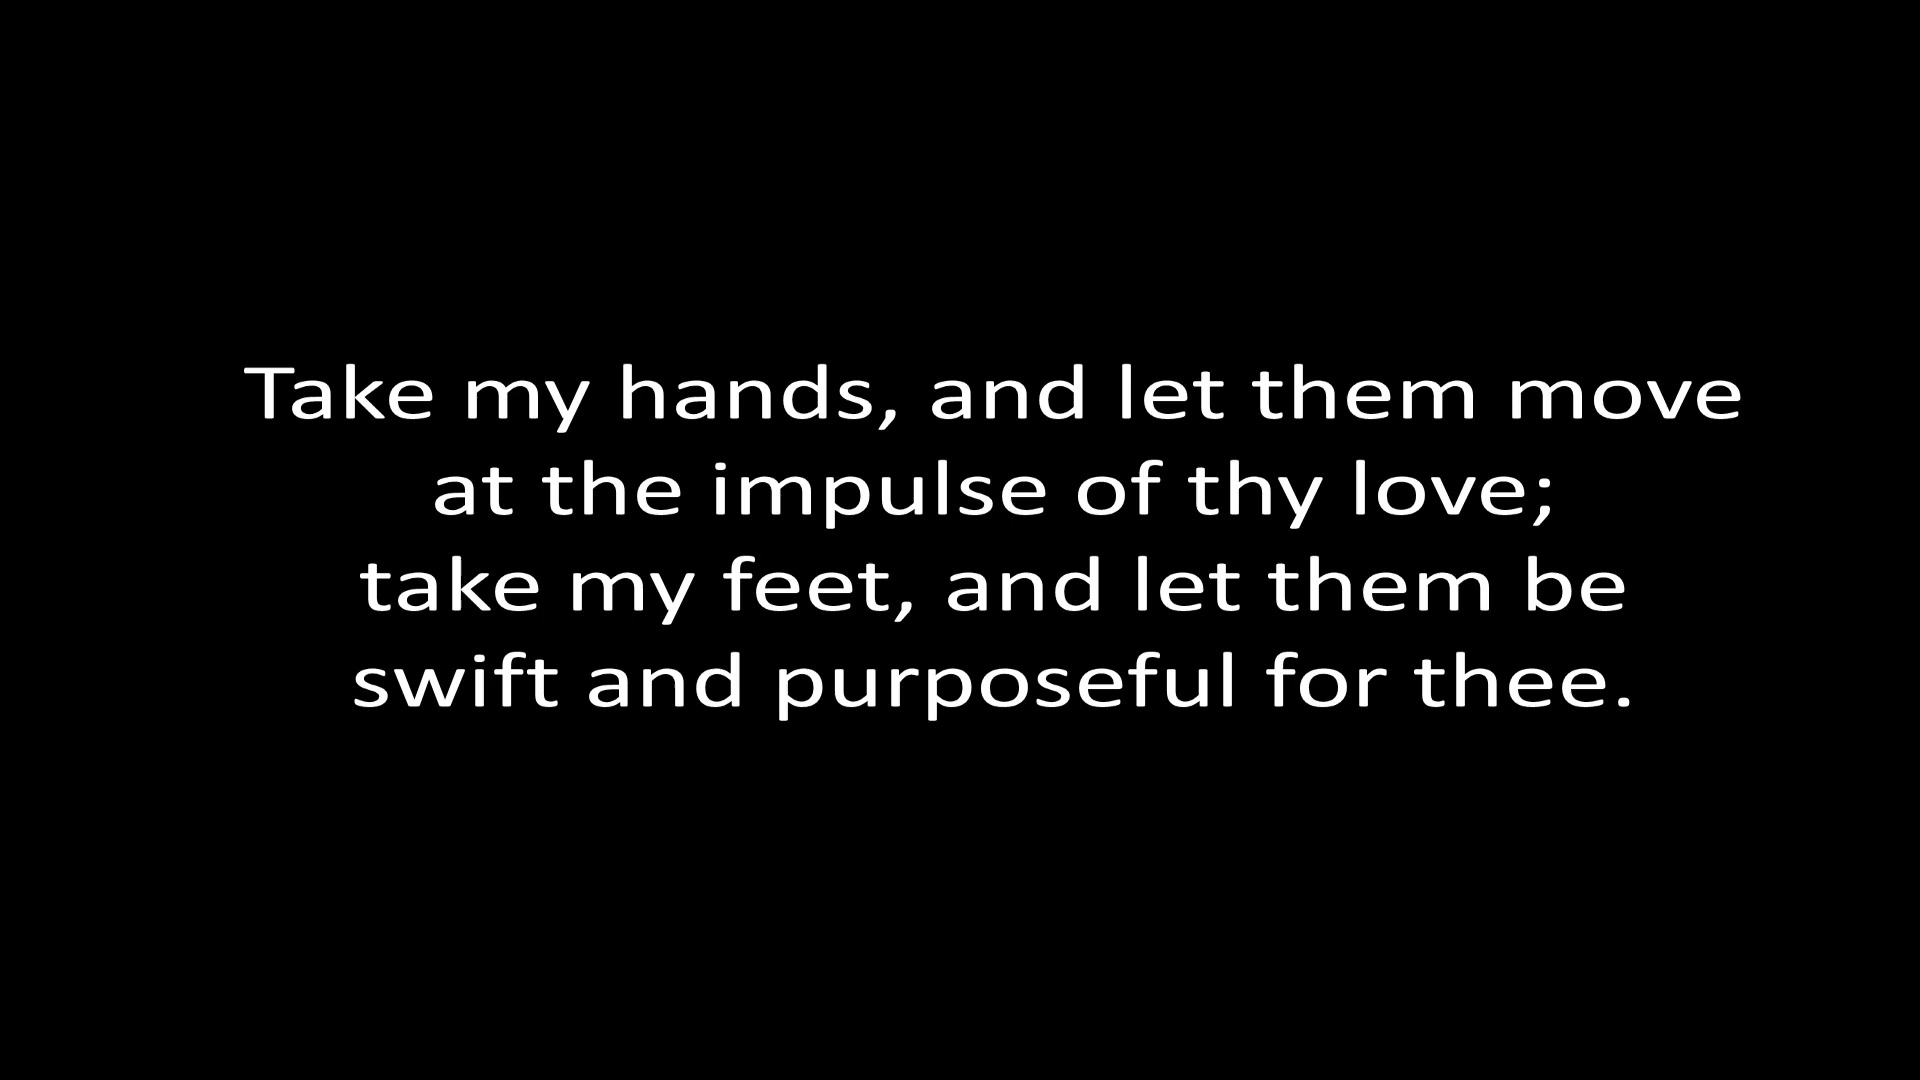 Take my hands, and let them move
at the impulse of thy love;
take my feet, and let them be
swift and purposeful for thee.